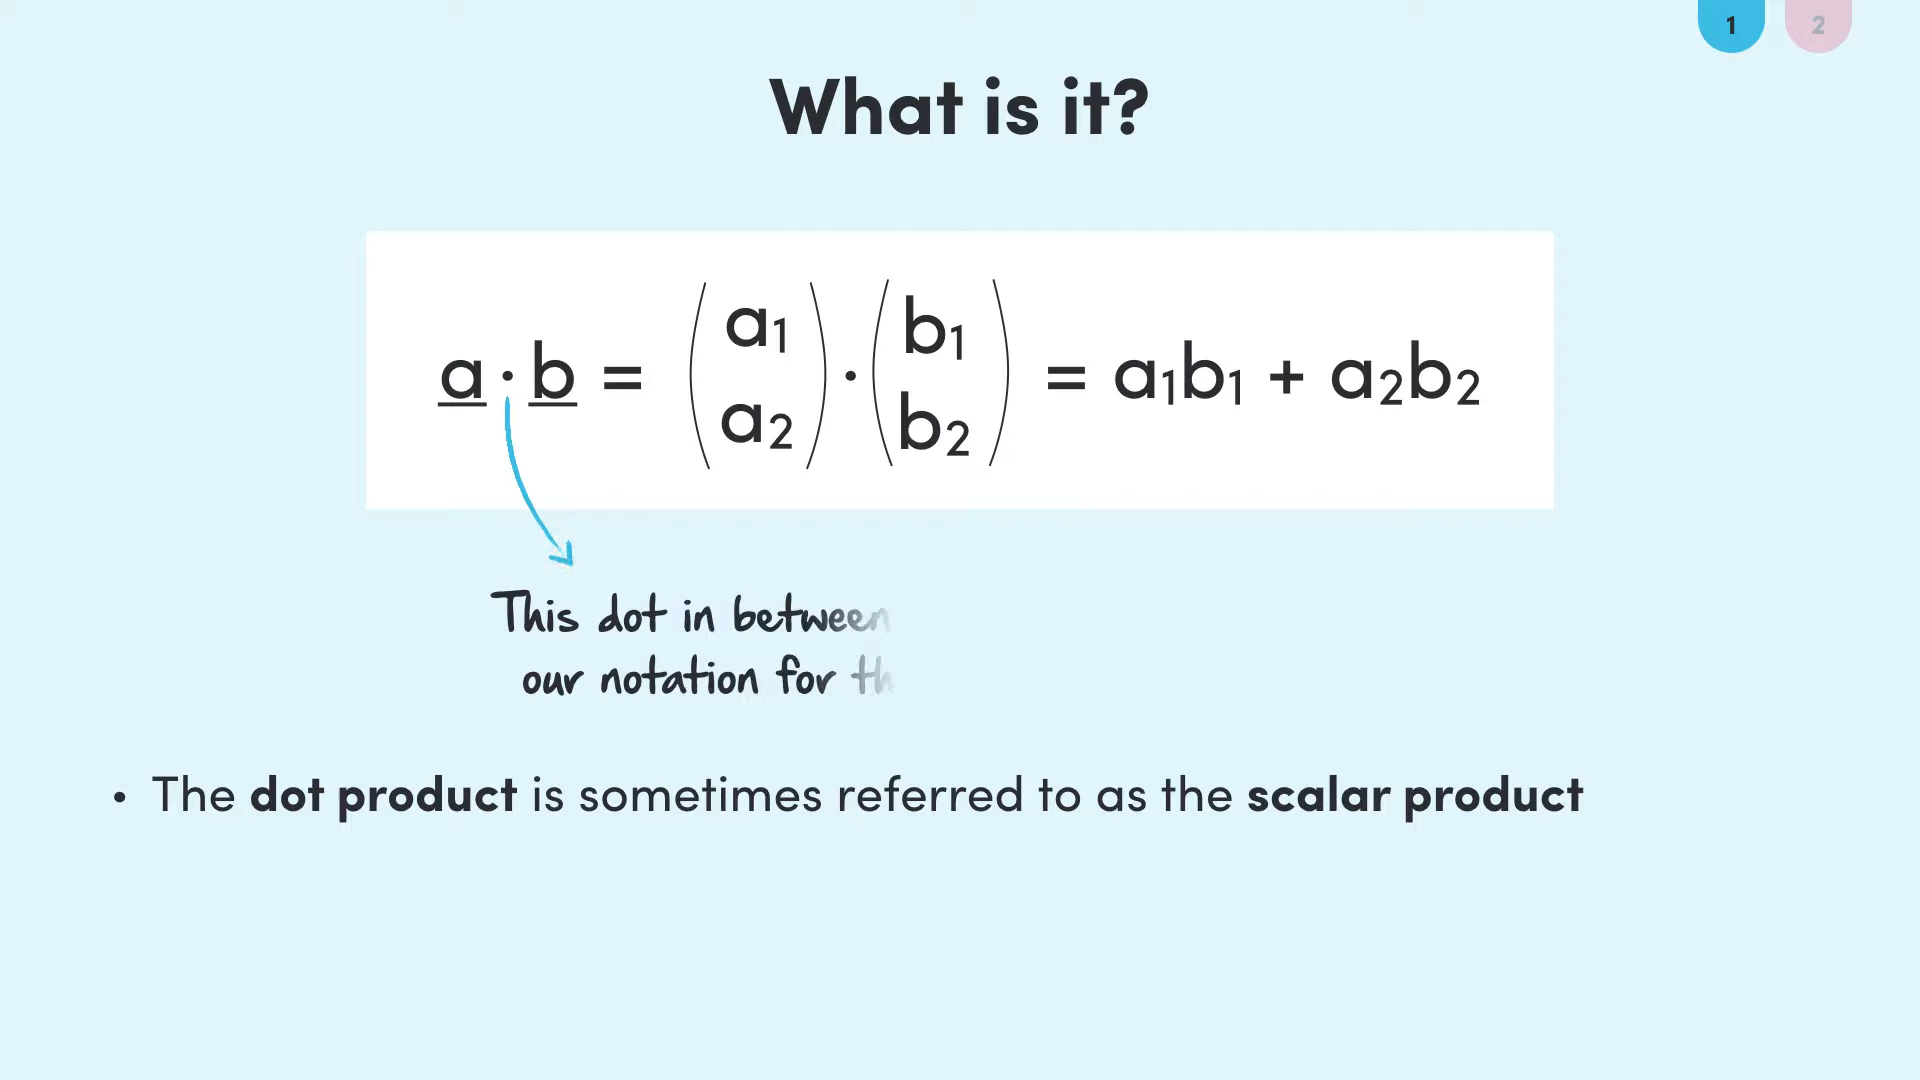 1 2
What is it?
a · b = (a₁ a₂) · (b₁ b₂) = a₁b₁ + a₂b₂
This dot in between
our notation for
• The dot product is sometimes referred to as the scalar product